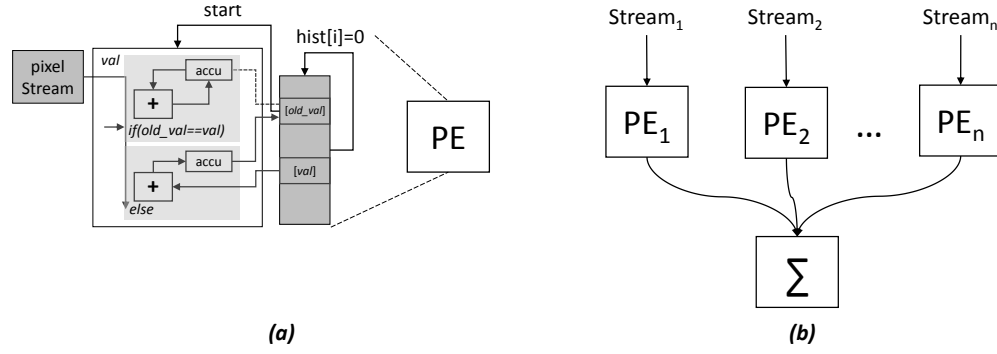 start
hist[i]=0
pixel
Stream
val
accu
+
if(old_val==val)
accu
+
else
[old_val]
[val]
PE
(a)
Stream₁
Stream₂
Streamₙ
PE₁
PE₂
...
PEₙ
∑
(b)